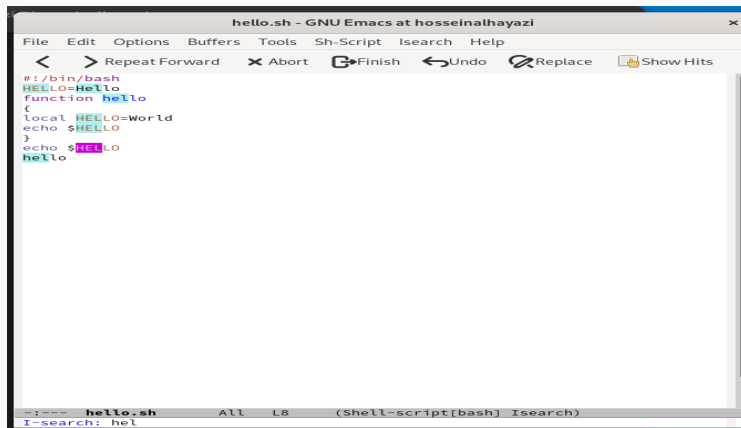 hello.sh - GNU Emacs at hosseinalhayazi ×
File Edit Options Buffers Tools Sh-Script Isearch Help
Repeat Forward Abort Finish Undo Replace Show Hits
#!/bin/bash
HELLO=Hello
function hello
{
local HELLO=World
echo $HELLO
}
echo $HELLO
hello
-:--- hello.sh All L8 (Shell-script[bash] Isearch)
I-search: hel